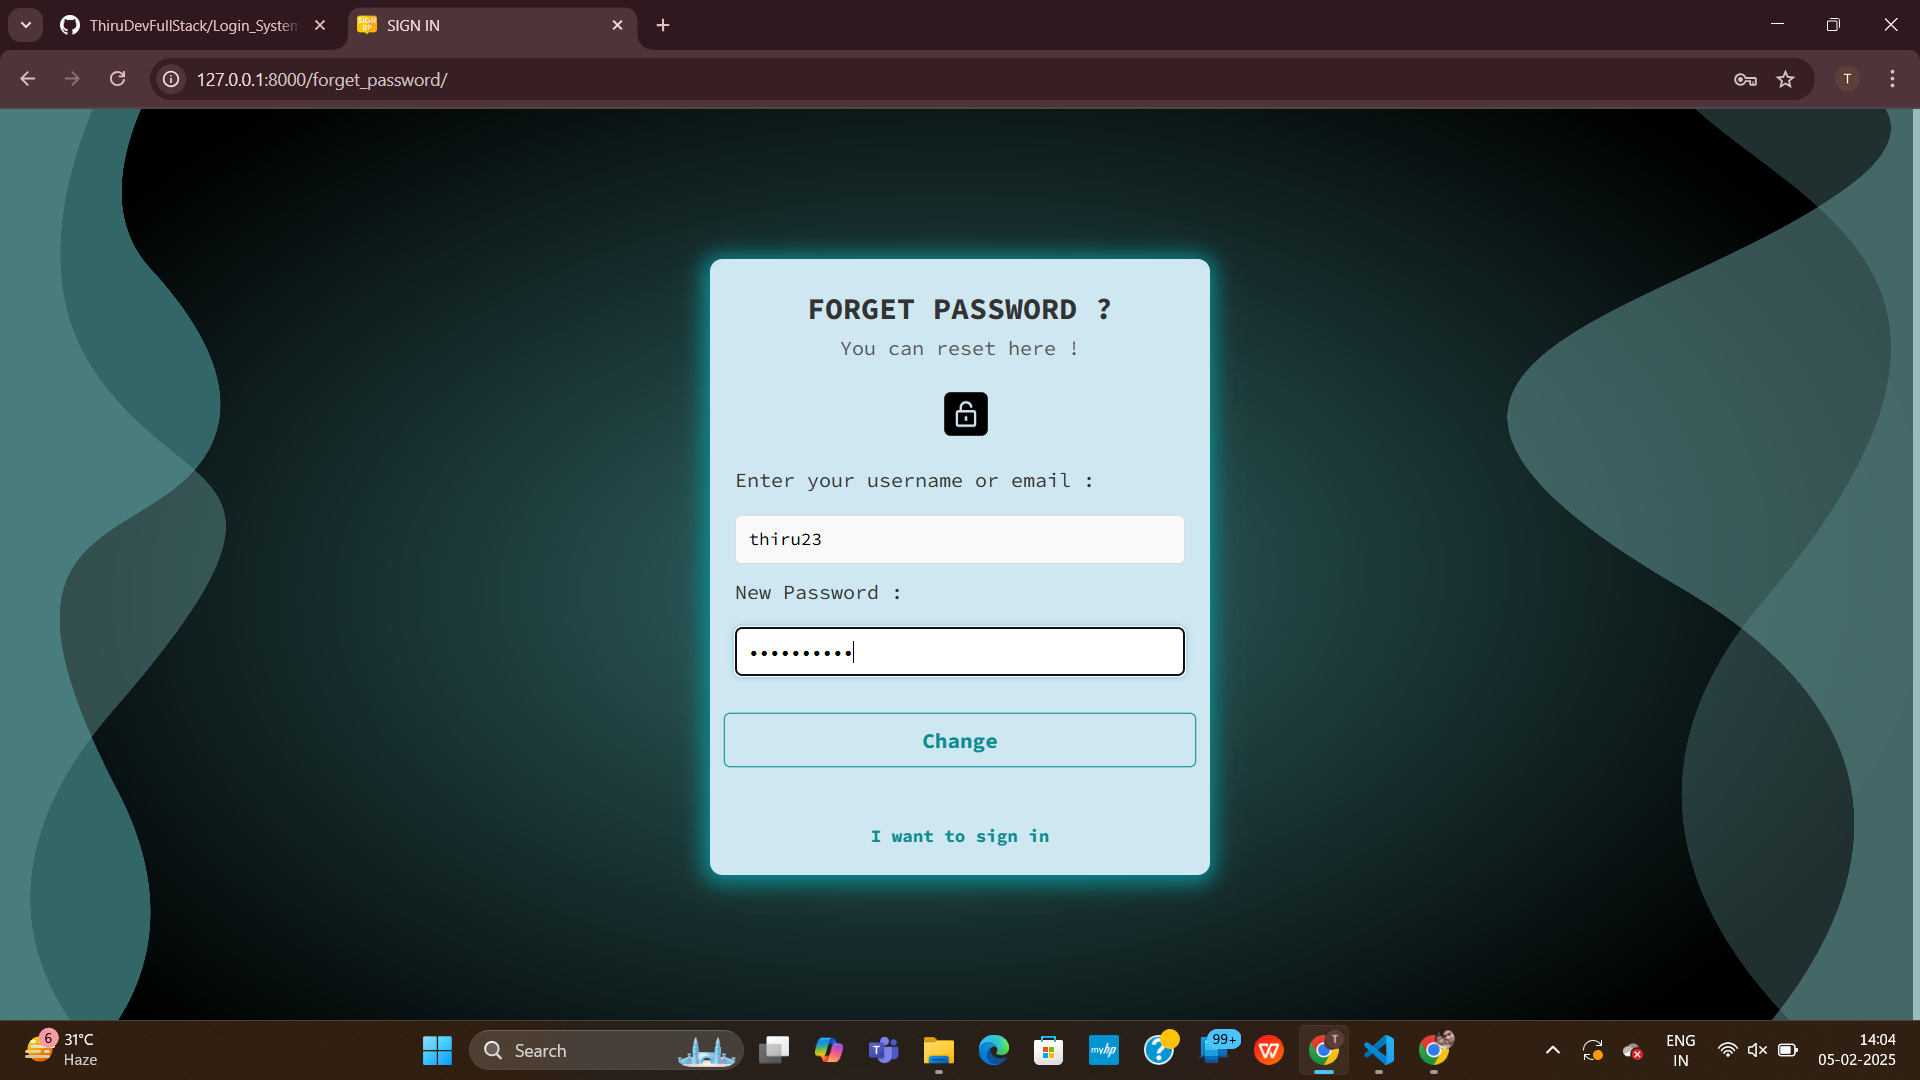 ThiruDevFullStack/Login_System
SIGN IN
127.0.0.1:8000/forget_password/
T
FORGET PASSWORD ?
You can reset here !
Enter your username or email :
thiru23
New Password :
Change
I want to sign in
6
31°C
Haze
Search
T
myhp
99+
W
T
ENG
IN
14:04
05-02-2025